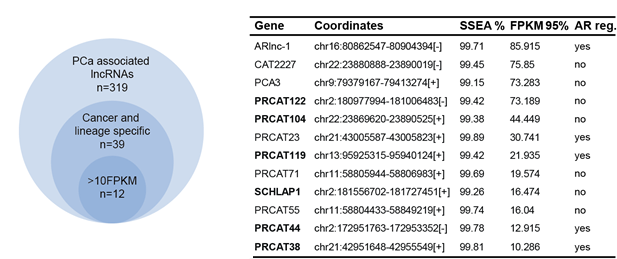 PCa associated
lncRNAs
n=319
Cancer and
lineage specific
n=39
>10FPKM
n=12
Gene Coordinates SSEA % FPKM 95% AR reg.
ARlnc-1 chr16:80862547-80904394[-] 99.71 85.915 yes
CAT2227 chr22:23880888-23890019[-] 99.45 75.85 no
PCA3 chr9:79379167-79413274[+] 99.15 73.283 no
PRCAT122 chr2:180977994-181006483[-] 99.42 73.189 no
PRCAT104 chr22:23869620-23890525[+] 99.38 44.449 no
PRCAT23 chr21:43005587-43005823[+] 99.89 30.741 yes
PRCAT119 chr13:95925315-95940124[+] 99.42 21.935 yes
PRCAT71 chr11:58805944-58806983[+] 99.69 19.574 no
SCHLAP1 chr2:181556702-181727451[+] 99.26 16.474 no
PRCAT55 chr11:58804433-58849219[+] 99.74 16.04 no
PRCAT44 chr2:172951763-172953352[-] 99.78 12.915 yes
PRCAT38 chr21:42951648-42955549[+] 99.81 10.286 yes